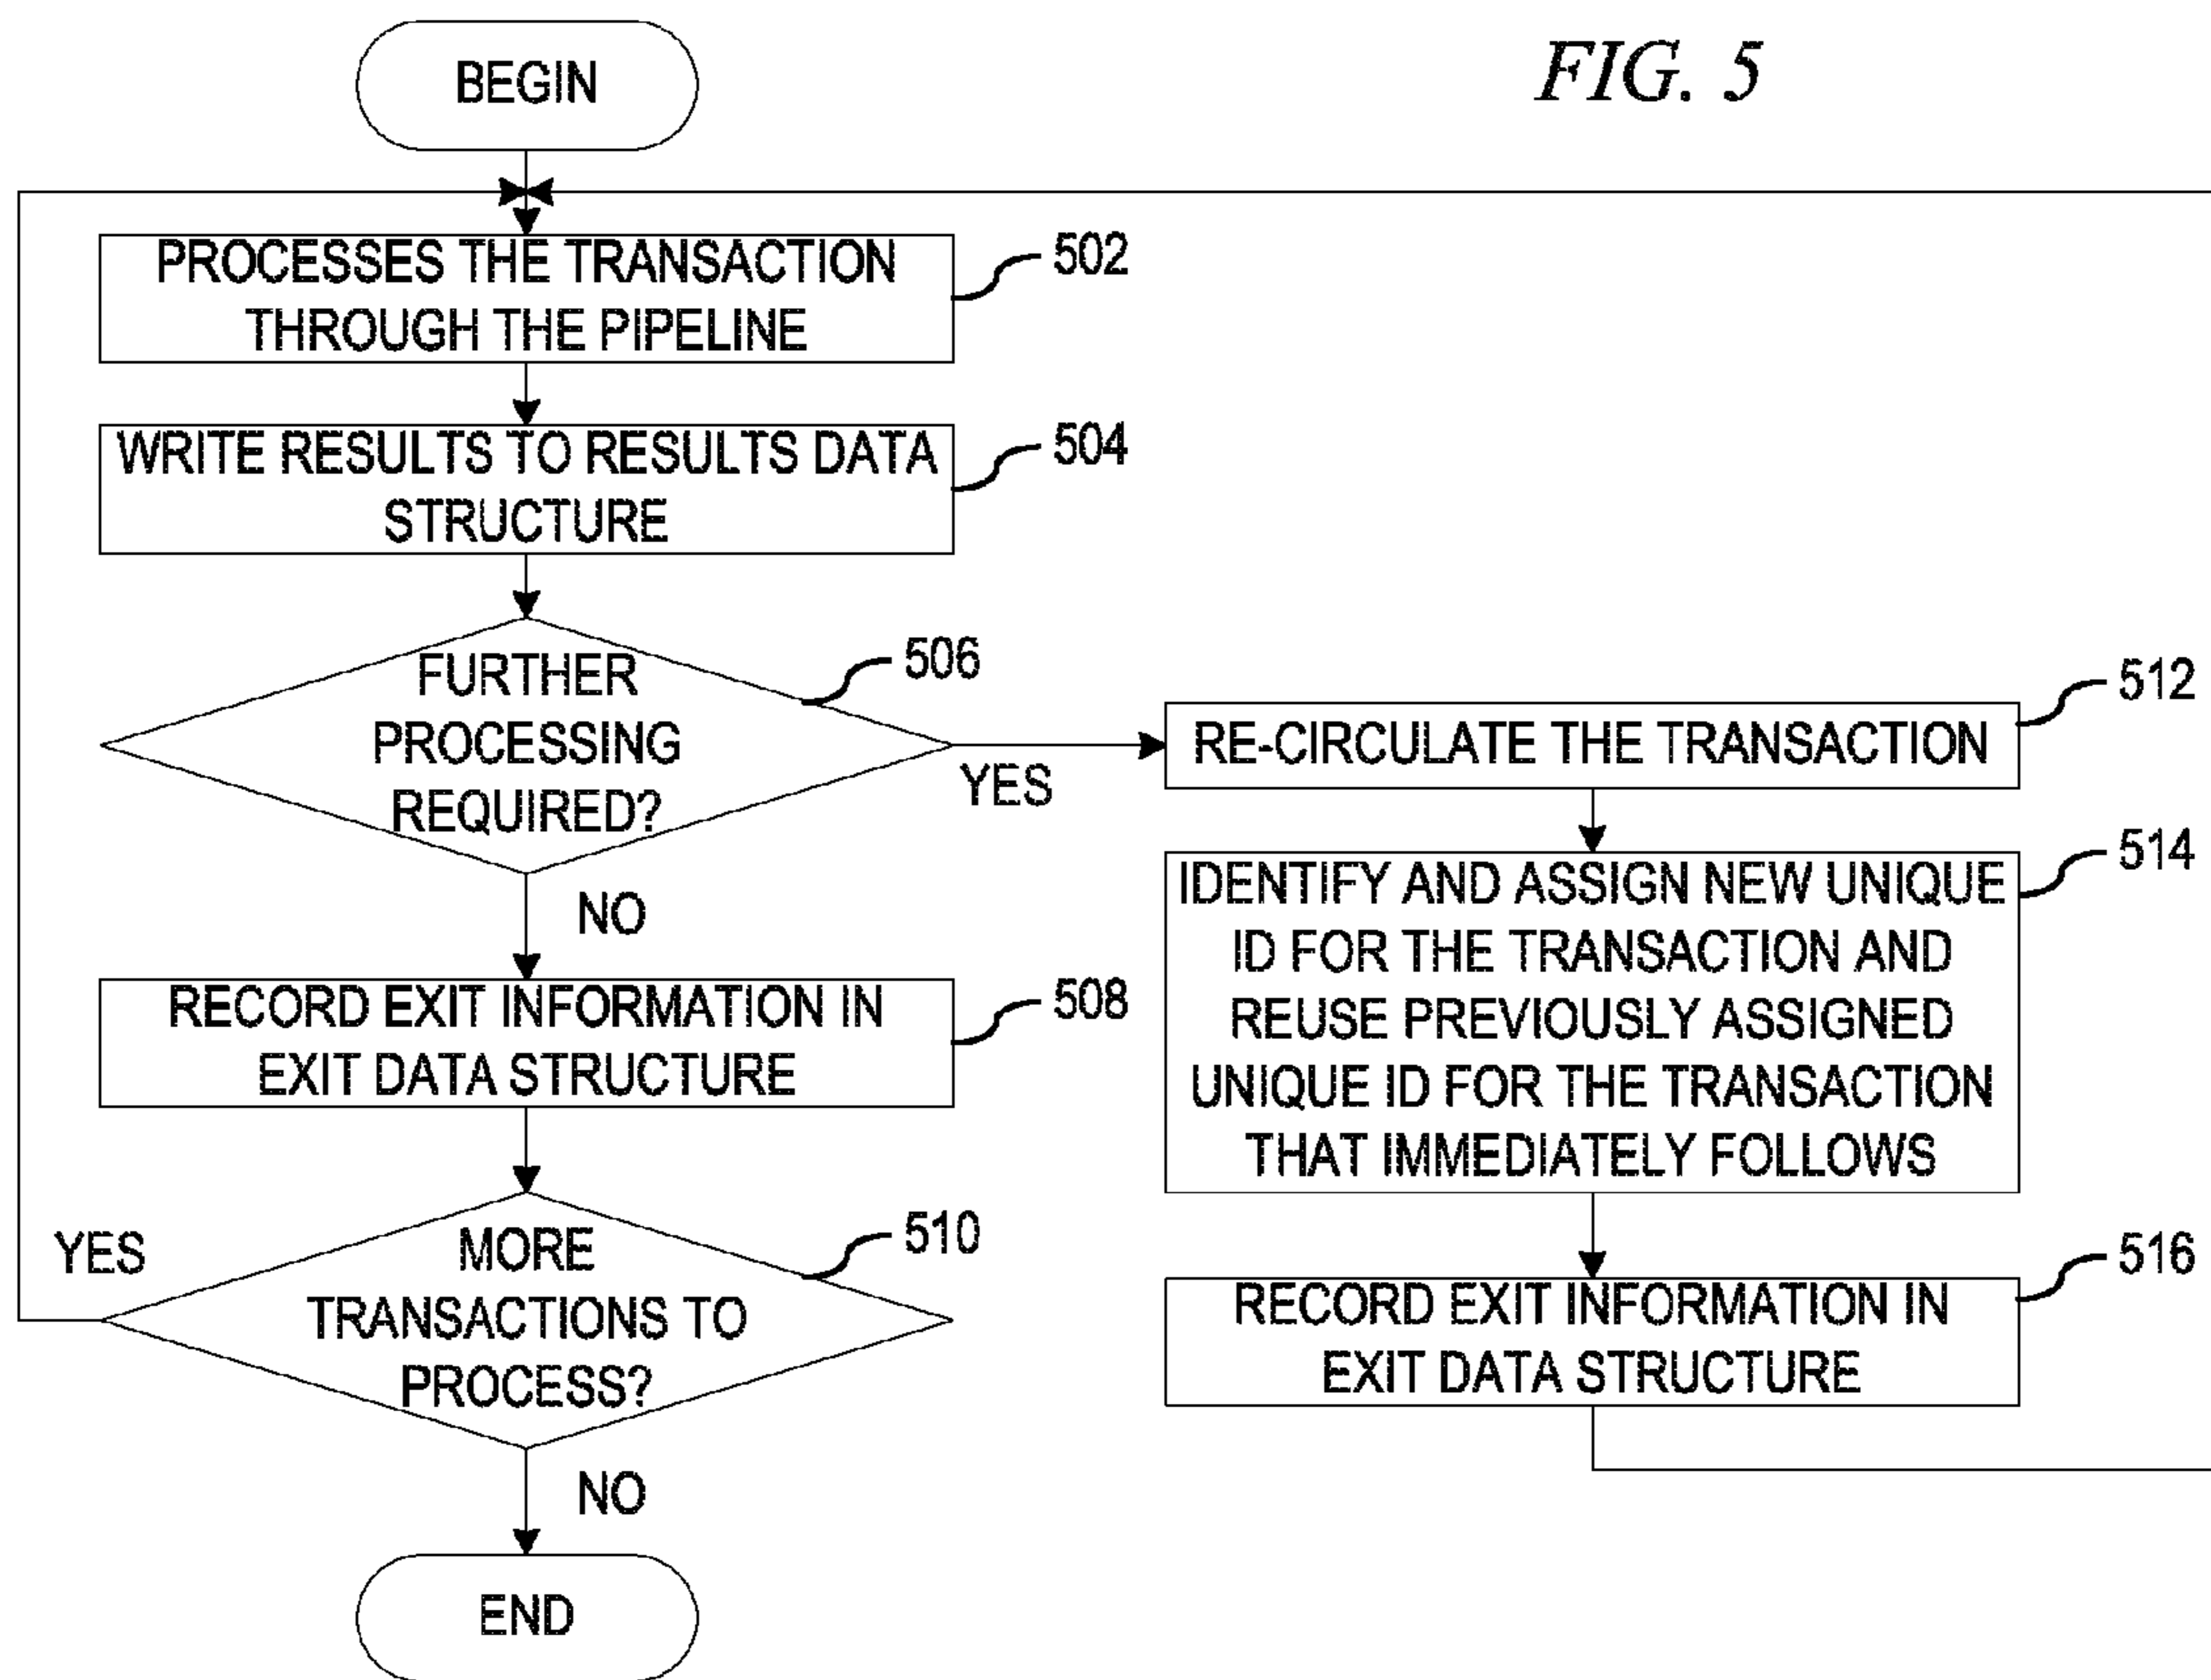 FIG. 5
BEGIN
PROCESSES THE TRANSACTION
THROUGH THE PIPELINE
502
WRITE RESULTS TO RESULTS DATA
STRUCTURE
504
FURTHER
PROCESSING
REQUIRED?
506
YES
NO
RECORD EXIT INFORMATION IN
EXIT DATA STRUCTURE
508
MORE
TRANSACTIONS TO
PROCESS?
510
YES
NO
END
RE-CIRCULATE THE TRANSACTION
512
IDENTIFY AND ASSIGN NEW UNIQUE
ID FOR THE TRANSACTION AND
REUSE PREVIOUSLY ASSIGNED
UNIQUE ID FOR THE TRANSACTION
THAT IMMEDIATELY FOLLOWS
514
RECORD EXIT INFORMATION IN
EXIT DATA STRUCTURE
516